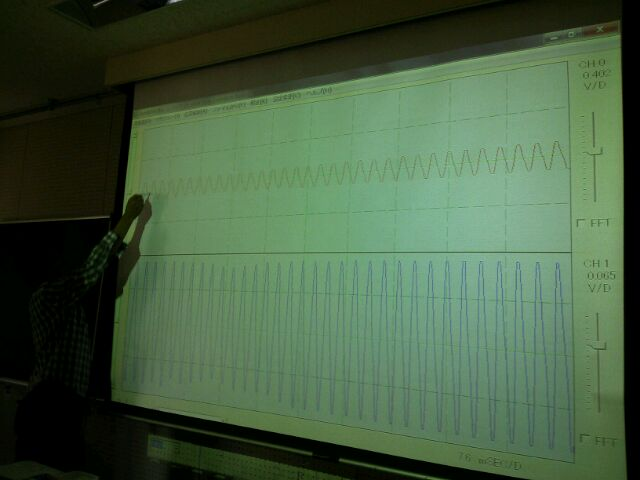 CH 0
0.402
V/D
FFT
CH 1
0.065
V/D
FFT
7.6 mSEC/D